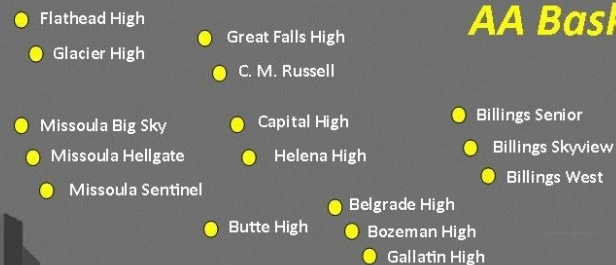 AA Bask
Flathead High
Glacier High
Great Falls High
C. M. Russell
Missoula Big Sky
Missoula Hellgate
Missoula Sentinel
Capital High
Helena High
Butte High
Belgrade High
Bozeman High
Gallatin High
Billings Senior
Billings Skyview
Billings West